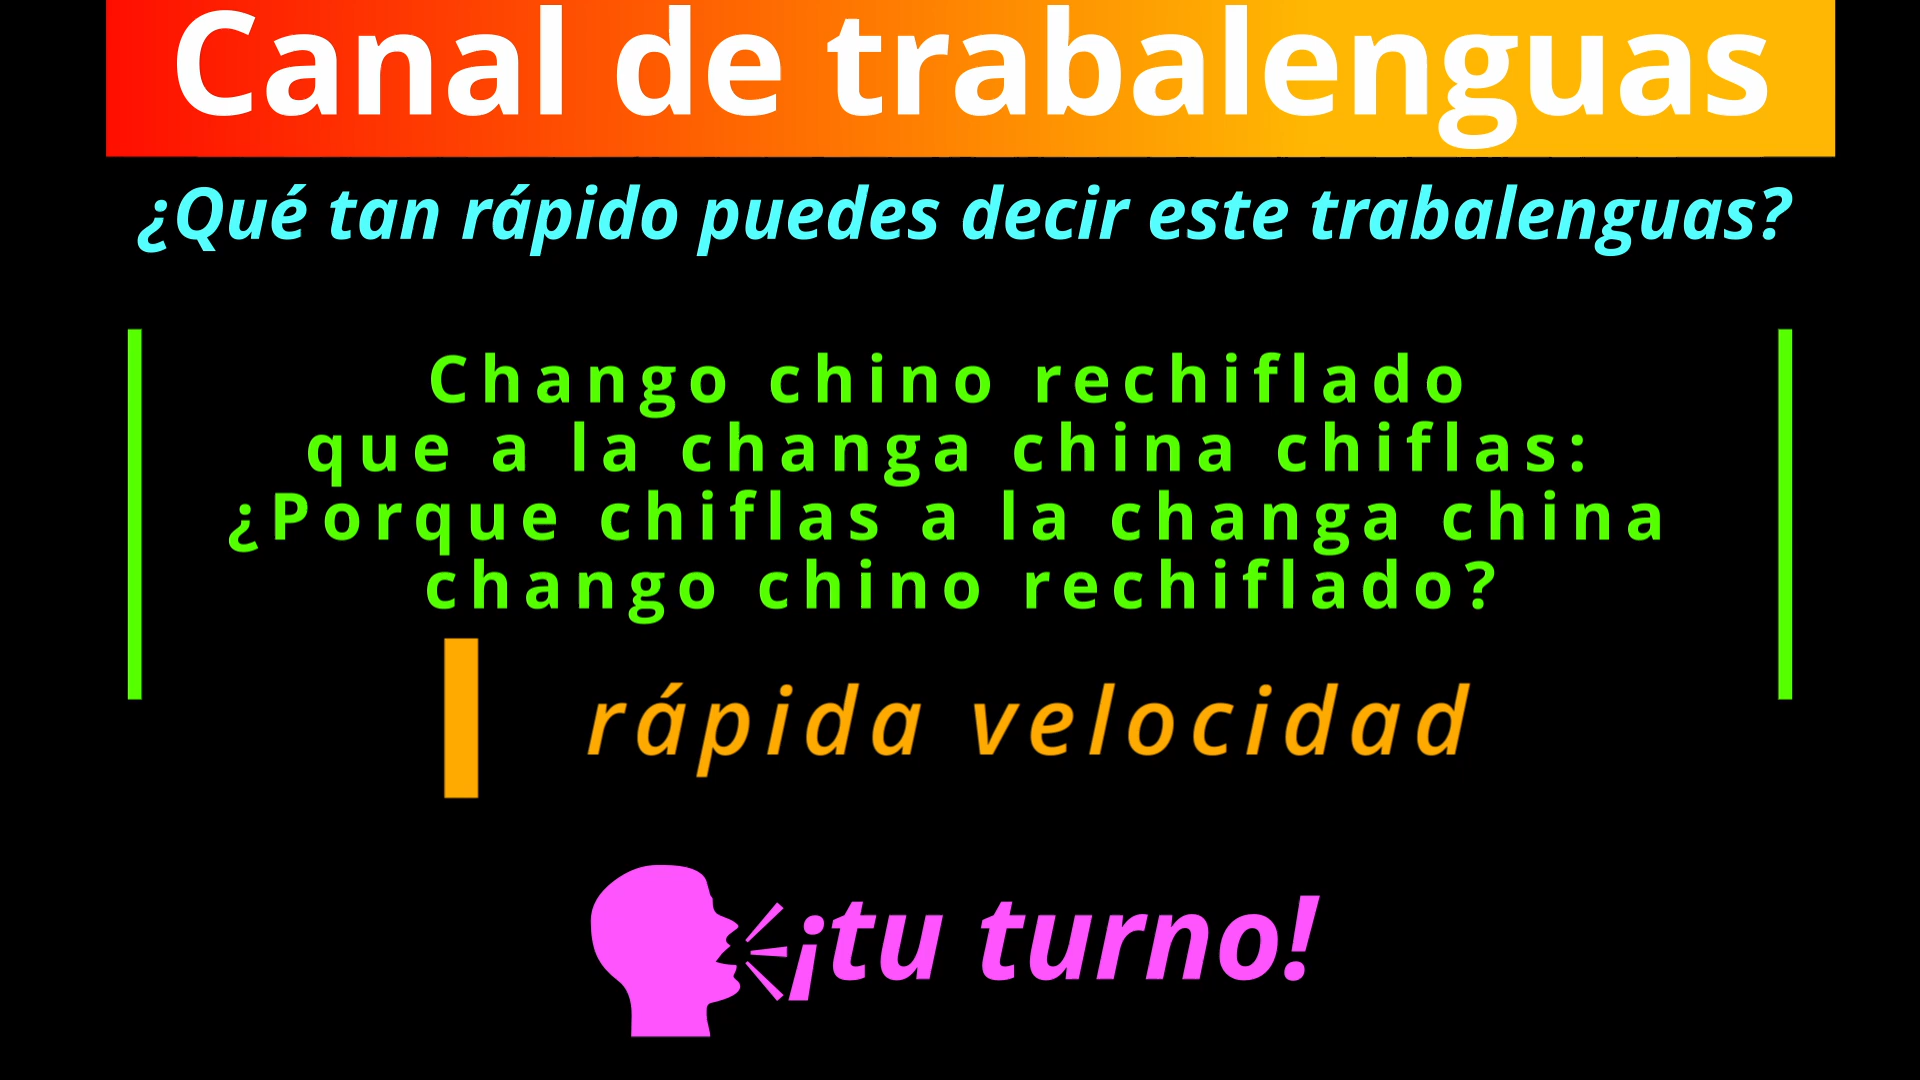 Canal de trabalenguas
¿Qué tan rápido puedes decir este trabalenguas?
Chango chino rechiflado
que a la changa china chiflas:
¿Porque chiflas a la changa china
chango chino rechiflado?
rápida velocidad
¡tu turno!